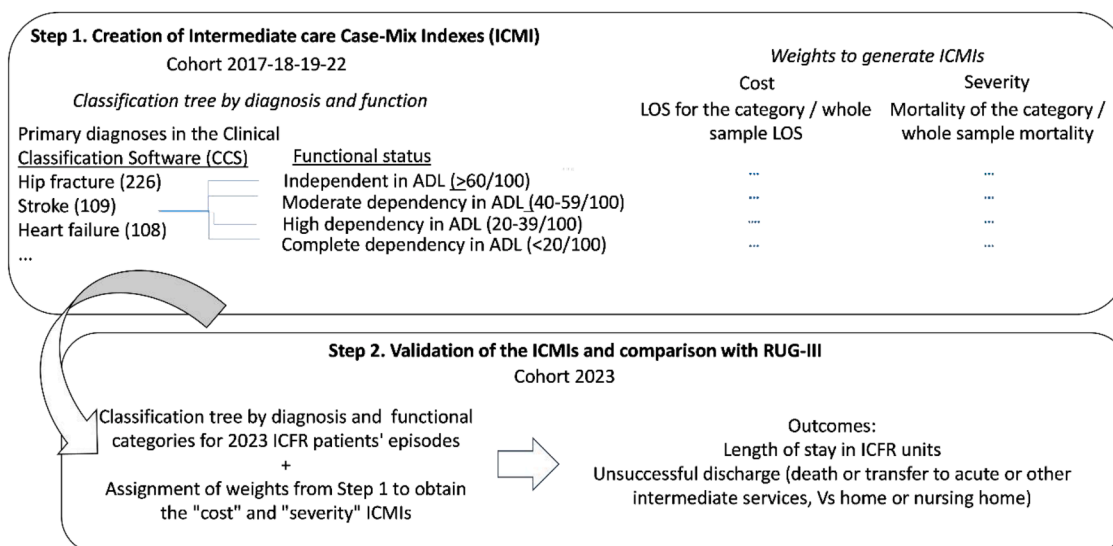 Step 1. Creation of Intermediate care Case-Mix Indexes (ICMI)
Cohort 2017-18-19-22
Classification tree by diagnosis and function
Primary diagnoses in the Clinical
Classification Software (CCS)
Hip fracture (226)
Stroke (109)
Heart failure (108)
...
Functional status
...
Independent in ADL (>60/100)
Moderate dependency in ADL (40-59/100)
High dependency in ADL (20-39/100)
Complete dependency in ADL (<20/100)
Weights to generate ICMIs
Cost
LOS for the category / whole
sample LOS
...
...
....
...
Severity
Mortality of the category /
whole sample mortality
...
...
...
...
Step 2. Validation of the ICMIs and comparison with RUG-III
Cohort 2023
Classification tree by diagnosis and functional
categories for 2023 ICFR patients' episodes
+
Assignment of weights from Step 1 to obtain
the "cost" and "severity" ICMIs
Outcomes:
Length of stay in ICFR units
Unsuccessful discharge (death or transfer to acute or other
intermediate services, Vs home or nursing home)